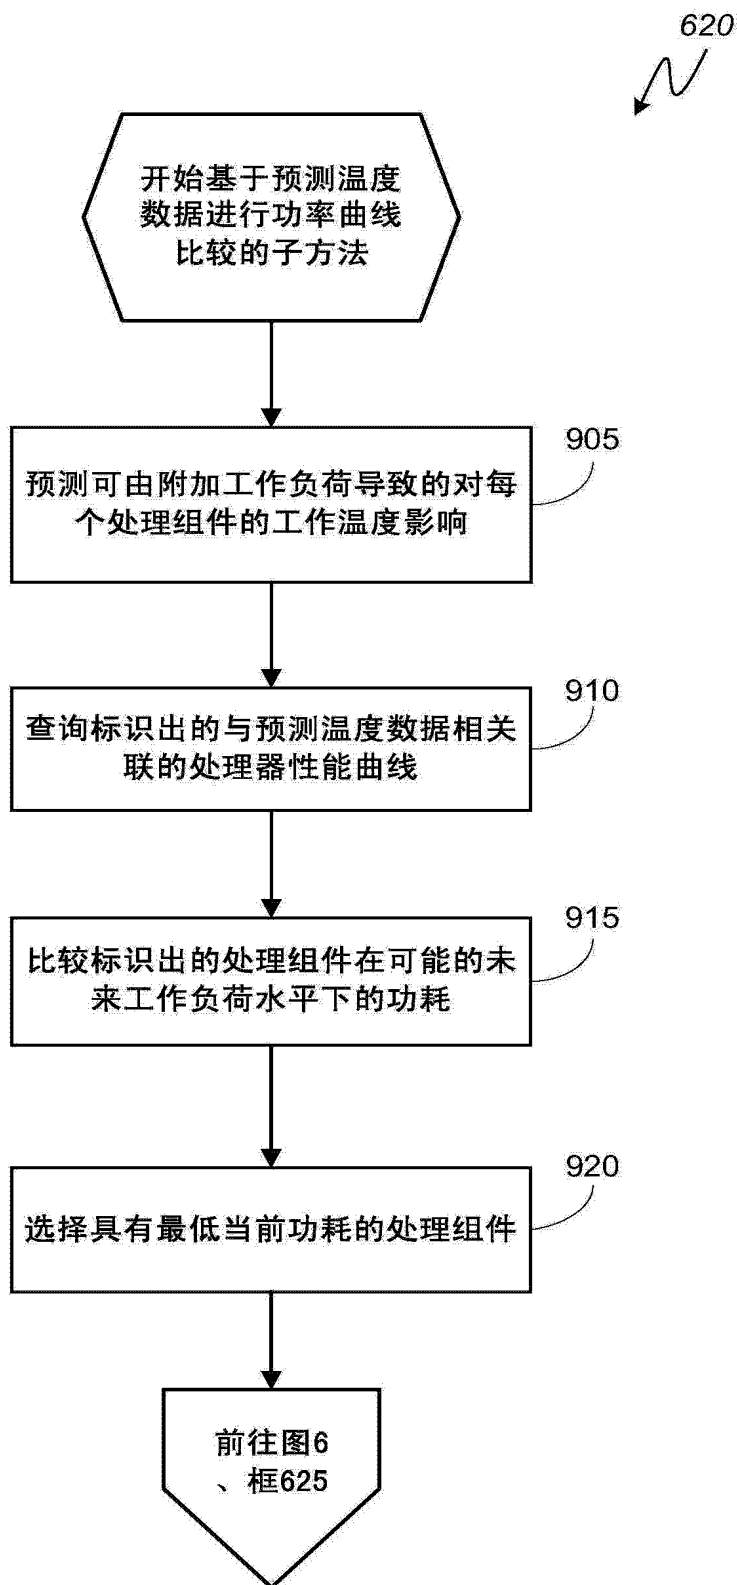 620
开始基于预测温度
数据进行功率曲线
比较的子方法
905
预测可由附加工作负荷导致的对每
个处理组件的工作温度影响
910
查询标识出的与预测温度数据相关
联的处理器性能曲线
915
比较标识出的处理组件在可能的未
来工作负荷水平下的功耗
920
选择具有最低当前功耗的处理组件
前往图6
、框625